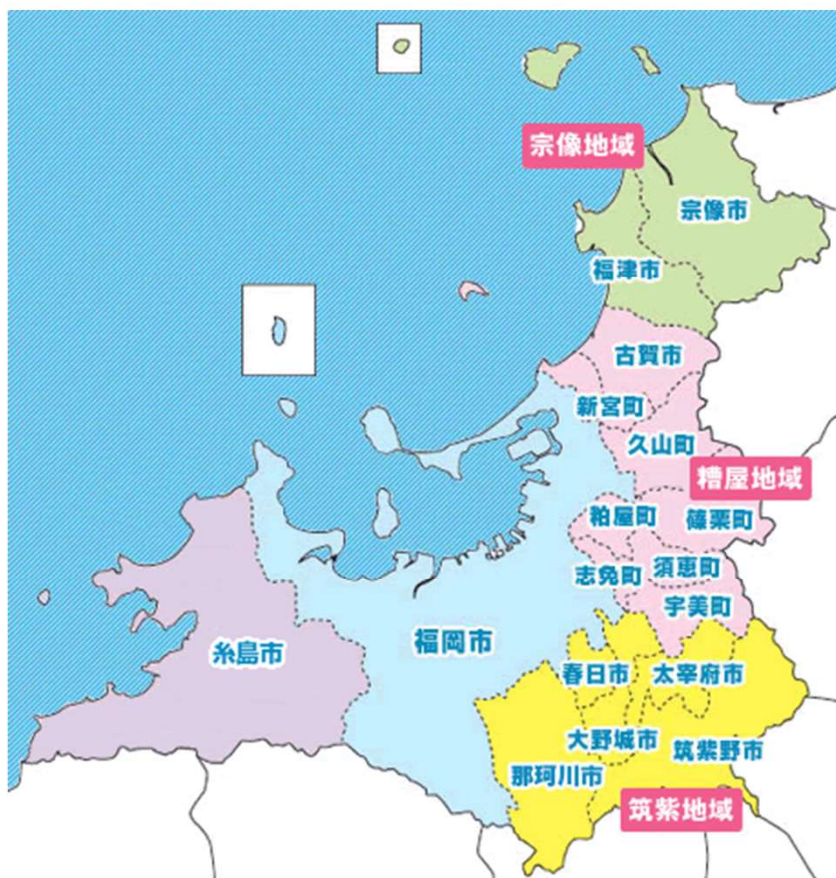 宗像地域
宗像市
福津市
古賀市
新宮町
久山町
糟屋地域
粕屋町
篠栗町
志免町
須恵町
宇美町
糸島市
福岡市
春日市
太宰府市
大野城市
筑紫野市
那珂川市
筑紫地域